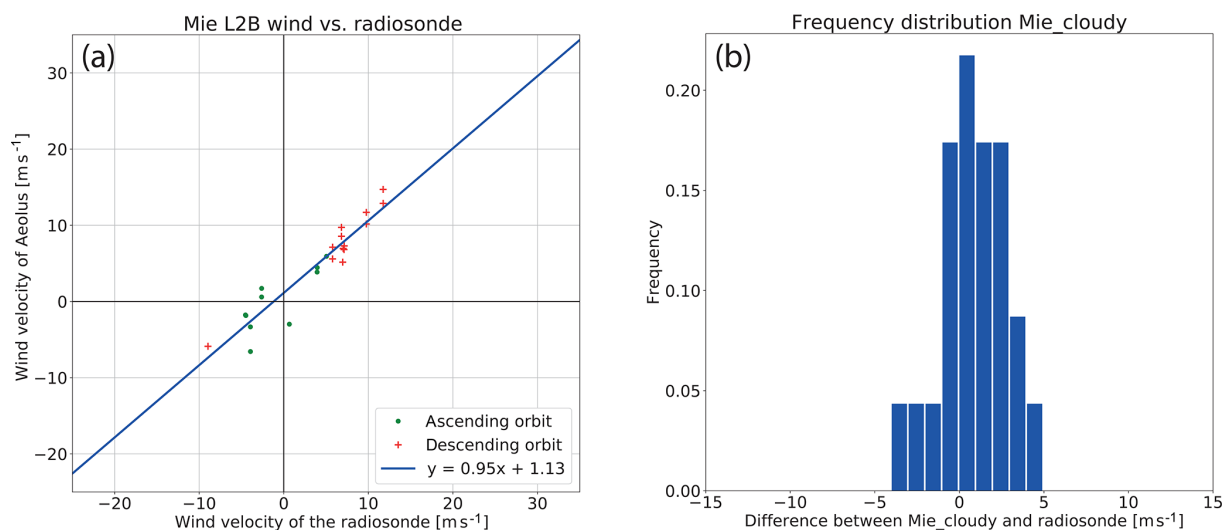 Mie L2B wind vs. radiosonde
(a)
Wind velocity of Aeolus [m s⁻¹]
30
20
10
0
−10
−20
−20 −10 0 10 20 30
Wind velocity of the radiosonde [m s⁻¹]
Ascending orbit
Descending orbit
y = 0.95x + 1.13
Frequency distribution Mie_cloudy
(b)
Frequency
0.20
0.15
0.10
0.05
0.00
−15 −10 −5 0 5 10 15
Difference between Mie_cloudy and radiosonde [m s⁻¹]